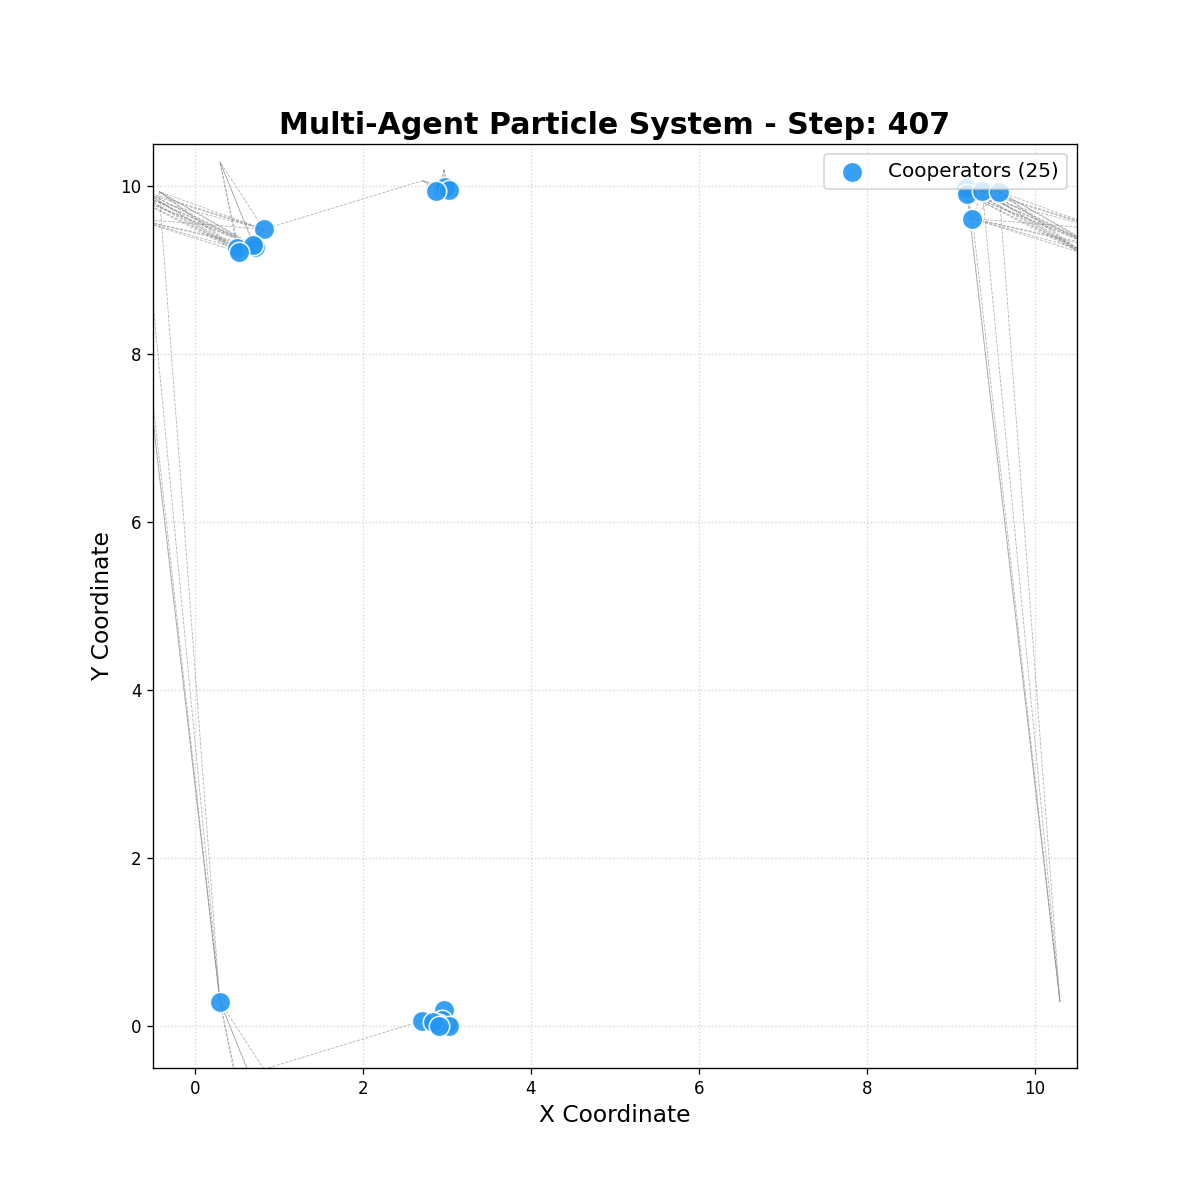 Multi-Agent Particle System - Step: 407
Cooperators (25)
10
8
6
4
2
0
Y Coordinate
0 2 4 6 8 10
X Coordinate